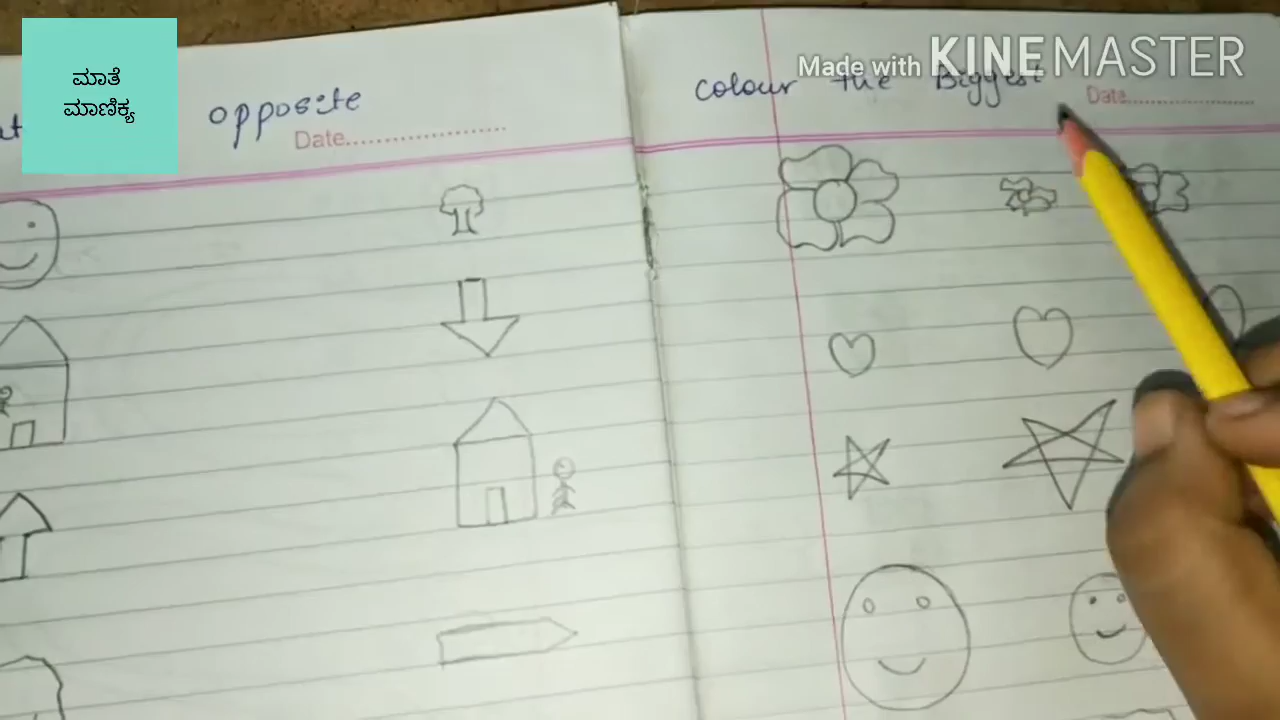 ಮಾತೆ
ಮಾಣಿಕ್ಯ
opposite
Date
Made with KINEMASTER
colour the Biggest
Date